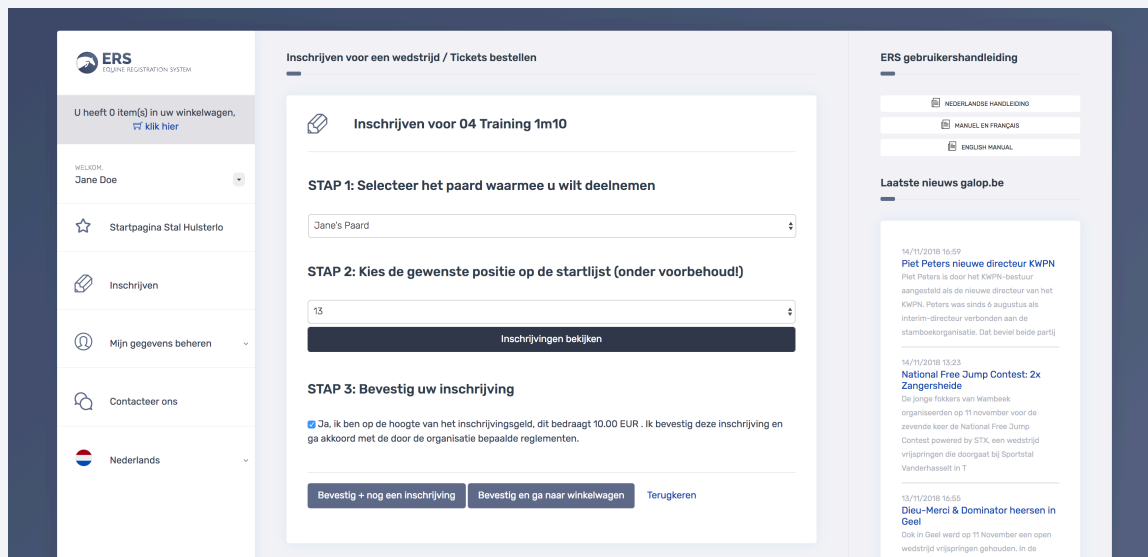 ERS
EQUINE REGISTRATION SYSTEM
U heeft 0 item(s) in uw winkelwagen,
klik hier
WELKOM,
Jane Doe
Startpagina Stal Hulsterlo
Inschrijven
Mijn gegevens beheren
Contacteer ons
Nederlands
Inschrijven voor een wedstrijd / Tickets bestellen
Inschrijven voor 04 Training 1m10
STAP 1: Selecteer het paard waarmee u wilt deelnemen
Jane's Paard
STAP 2: Kies de gewenste positie op de startlijst (onder voorbehoud!)
13
Inschrijvingen bekijken
STAP 3: Bevestig uw inschrijving
Ja, ik ben op de hoogte van het inschrijvingsgeld, dit bedraagt 10.00 EUR . Ik bevestig deze inschrijving en
ga akkoord met de door de organisatie bepaalde reglementen.
Bevestig + nog een inschrijving
Bevestig en ga naar winkelwagen
Terugkeren
ERS gebruikershandleiding
NEDERLANDSE HANDLEIDING
MANUEL EN FRANÇAIS
ENGLISH MANUAL
Laatste nieuws galop.be
14/11/2018 16:59
Piet Peters nieuwe directeur KWPN
Piet Peters is door het KWPN-bestuur
aangesteld als de nieuwe directeur van het
KWPN. Peters was sinds 6 augustus als
interim-directeur verbonden aan de
stamboekorganisatie. Dat beviel beide partij
14/11/2018 13:23
National Free Jump Contest: 2x
Zangersheide
De jonge fokkers van Wambeek
organiseerden op 11 november voor de
zevende keer de National Free Jump
Contest powered by STX, een wedstrijd
vrijspringen die doorgaat bij Sportstal
Vanderhasselt in T
13/11/2018 16:55
Dieu-Merci & Dominator heersen in
Geel
Ook in Geel werd op 11 November een open
wedstrijd vrijspringen gehouden. In de